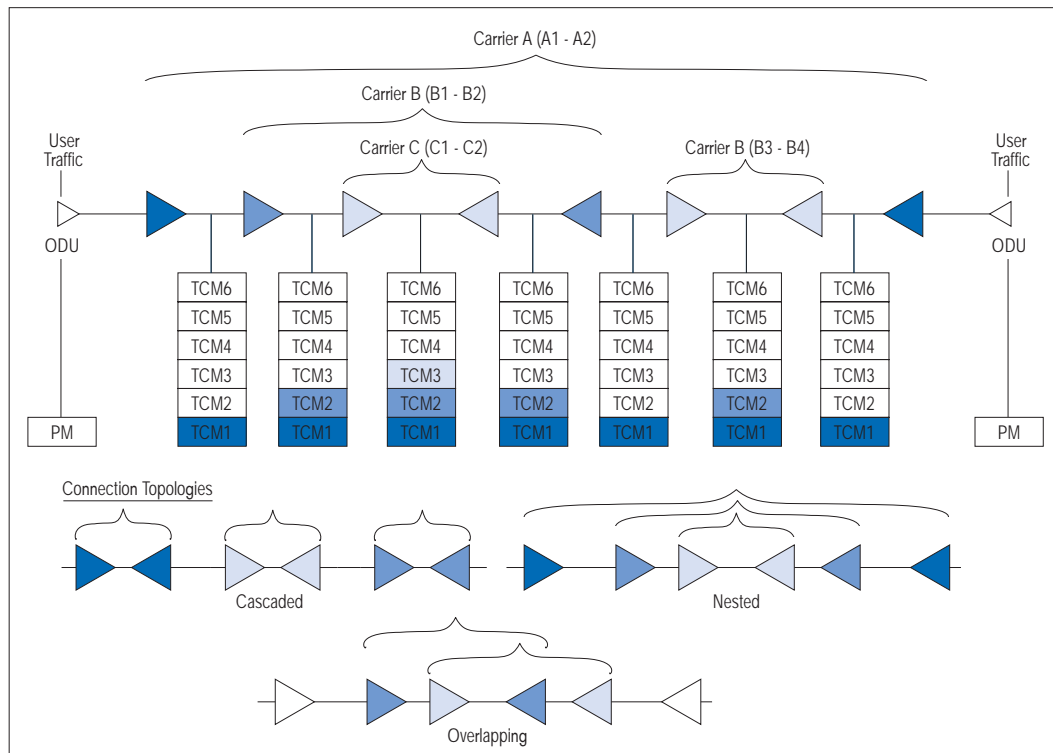 Carrier A (A1 - A2)
Carrier B (B1 - B2)
User
Traffic
Carrier C (C1 - C2)
Carrier B (B3 - B4)
User
Traffic
ODU
ODU
TCM6 TCM6 TCM6 TCM6 TCM6 TCM6 TCM6
TCM5 TCM5 TCM5 TCM5 TCM5 TCM5 TCM5
TCM4 TCM4 TCM4 TCM4 TCM4 TCM4 TCM4
TCM3 TCM3 TCM3 TCM3 TCM3 TCM3 TCM3
TCM2 TCM2 TCM2 TCM2 TCM2 TCM2 TCM2
PM TCM1 TCM1 TCM1 TCM1 TCM1 TCM1 TCM1 PM
Connection Topologies
Cascaded
Nested
Overlapping